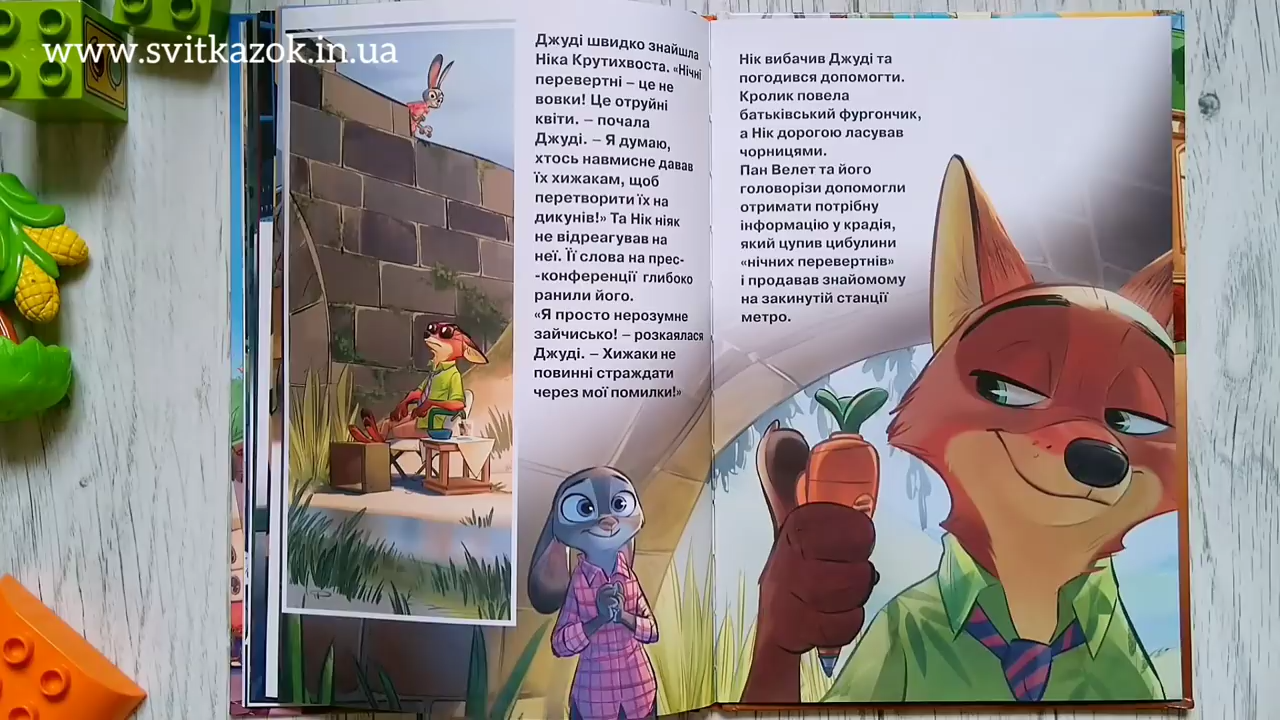 www.svitkazok.in.ua
Джуді швидко знайшла
Ніка Крутихвоста. «Нічні
перевертні – це не
вовки! Це отруйні
квіти. – почала
Джуді. – Я думаю,
хтось навмисне давав
їх хижакам, щоб
перетворити їх на
дикунів!» Та Нік ніяк
не відреагував на
неї. Її слова на прес-
-конференції глибоко
ранили його.
«Я просто нерозумне
зайчисько! – розкаялася
Джуді. – Хижаки не
повинні страждати
через мої помилки!»
Нік вибачив Джуді та
погодився допомогти.
Кролик повела
батьківський фургончик,
а Нік дорогою ласував
чорницями.
Пан Велет та його
головорізи допомогли
отримати потрібну
інформацію у крадія,
який цупив цибулини
«нічних перевертнів»
і продавав знайомому
на закинутій станції
метро.